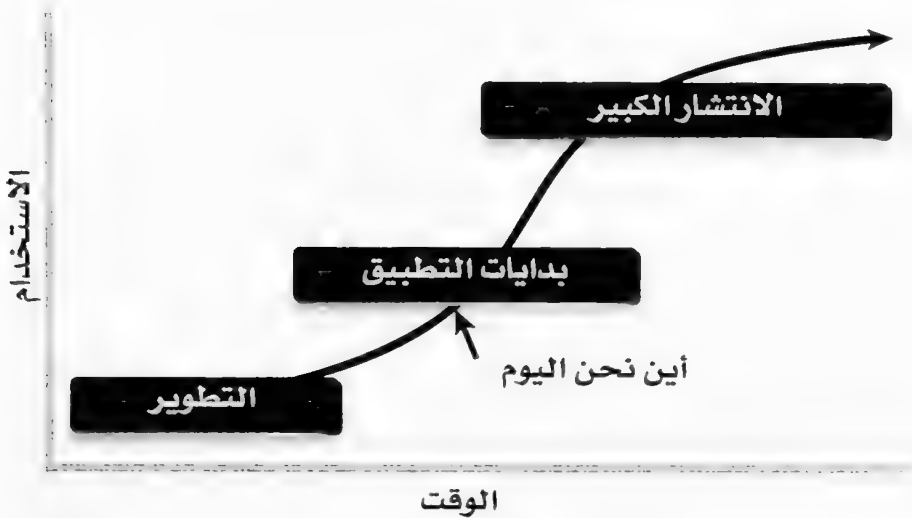 الانتشار الكبير
الاستخدام
بدايات التطبيق
أين نحن اليوم
التطوير
الوقت